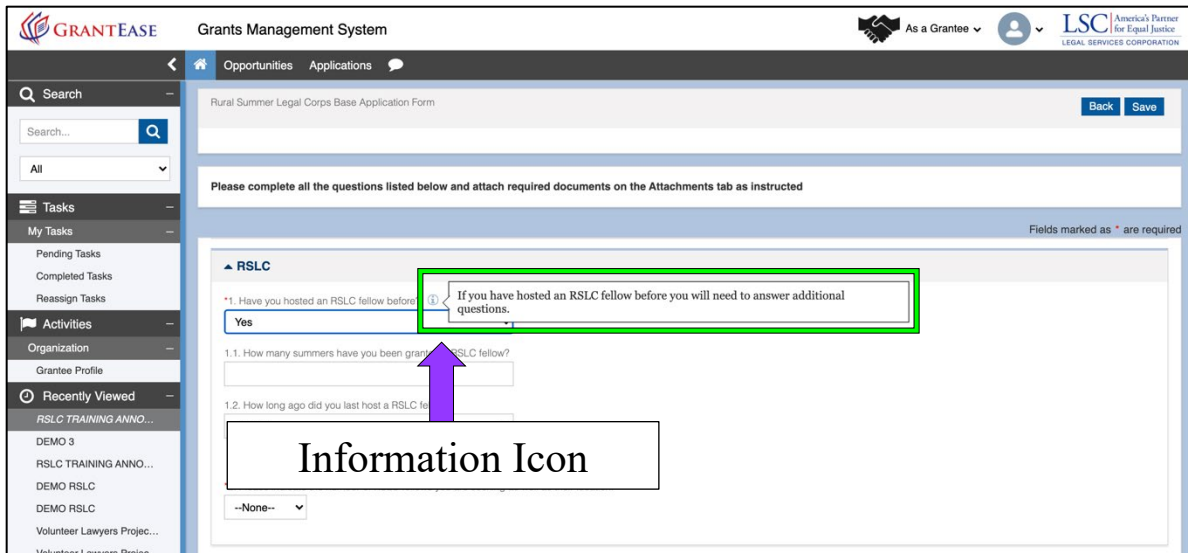 GRANTEASE
Grants Management System
As a Grantee
LSC America's Partner for Equal Justice
LEGAL SERVICES CORPORATION
Opportunities Applications
Search
Search...
All
Tasks
My Tasks
Pending Tasks
Completed Tasks
Reassign Tasks
Activities
Organization
Grantee Profile
Recently Viewed
RSLC TRAINING ANNO...
DEMO 3
RSLC TRAINING ANNO...
DEMO RSLC
DEMO RSLC
Volunteer Lawyers Projec...
Volunteer Lawyers Projec
Rural Summer Legal Corps Base Application Form
Back Save
Please complete all the questions listed below and attach required documents on the Attachments tab as instructed
Fields marked as * are required
RSLC
*1. Have you hosted an RSLC fellow before?
If you have hosted an RSLC fellow before you will need to answer additional
questions.
Yes
1.1. How many summers have you been RSLC fellow?
1.2. How long ago did you last host a RSLC
Information Icon
--None--